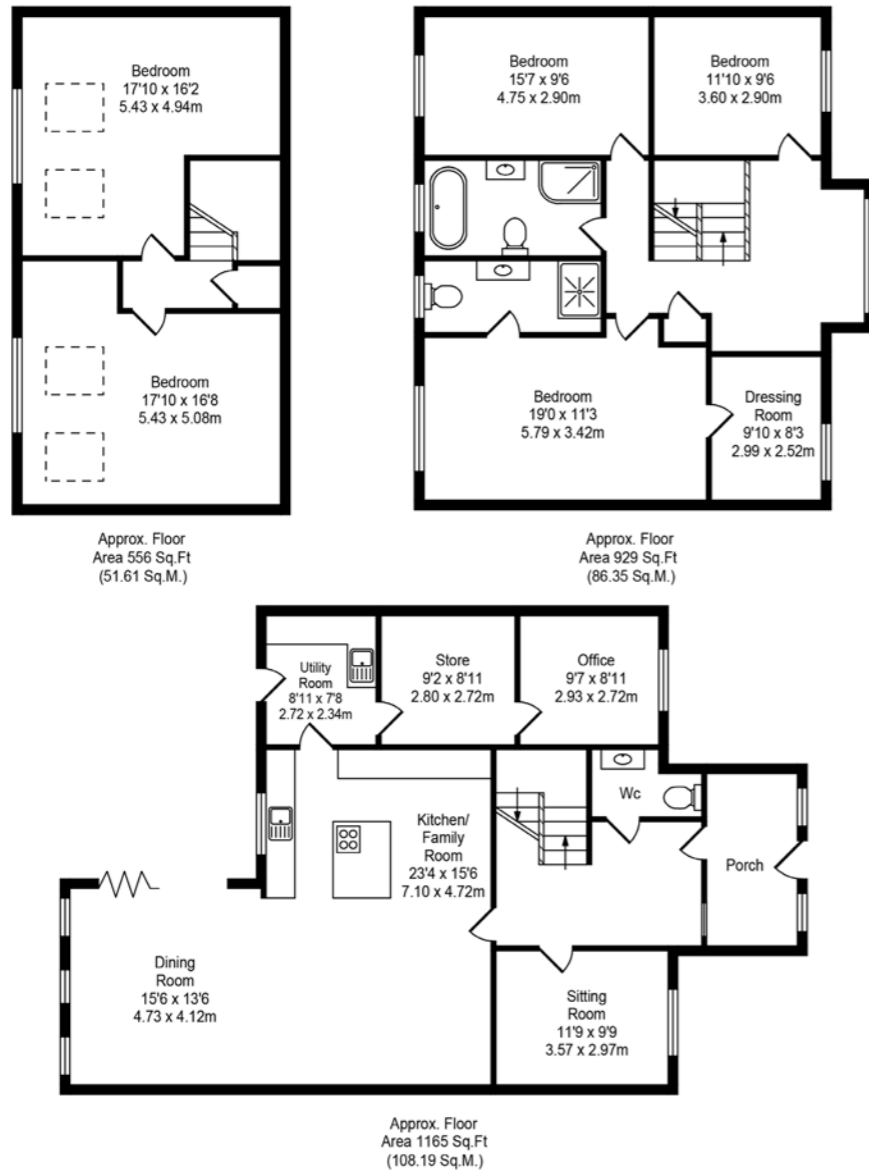 Bedroom
17'10 x 16'2
5.43 x 4.94m
Bedroom
17'10 x 16'8
5.43 x 5.08m
Approx. Floor
Area 556 Sq.Ft
(51.61 Sq.M.)
Bedroom
15'7 x 9'6
4.75 x 2.90m
Bedroom
11'10 x 9'6
3.60 x 2.90m
Bedroom
19'0 x 11'3
5.79 x 3.42m
Dressing
Room
9'10 x 8'3
2.99 x 2.52m
Approx. Floor
Area 929 Sq.Ft
(86.35 Sq.M.)
Utility
Room
8'11 x 7'8
2.72 x 2.34m
Store
9'2 x 8'11
2.80 x 2.72m
Office
9'7 x 8'11
2.93 x 2.72m
Kitchen/
Family
Room
23'4 x 15'6
7.10 x 4.72m
Wc
Porch
Dining
Room
15'6 x 13'6
4.73 x 4.12m
Sitting
Room
11'9 x 9'9
3.57 x 2.97m
Approx. Floor
Area 1165 Sq.Ft
(108.19 Sq.M.)